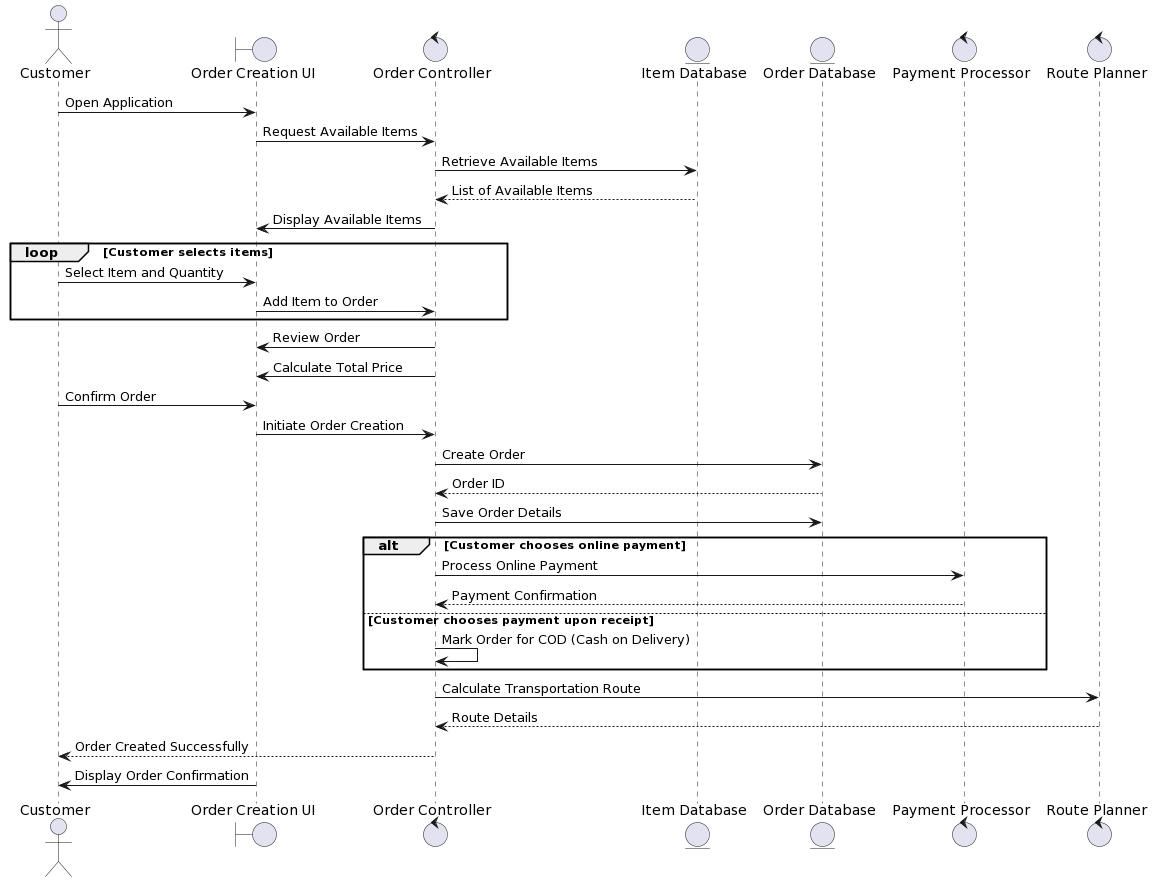 Customer
Order Creation UI
Order Controller
Item Database
Order Database
Payment Processor
Route Planner
Open Application
Request Available Items
Retrieve Available Items
List of Available Items
Display Available Items
loop
[Customer selects items]
Select Item and Quantity
Add Item to Order
Review Order
Calculate Total Price
Confirm Order
Initiate Order Creation
Create Order
Order ID
Save Order Details
alt
[Customer chooses online payment]
Process Online Payment
Payment Confirmation
[Customer chooses payment upon receipt]
Mark Order for COD (Cash on Delivery)
Calculate Transportation Route
Route Details
Order Created Successfully
Display Order Confirmation
Customer
Order Creation UI
Order Controller
Item Database
Order Database
Payment Processor
Route Planner